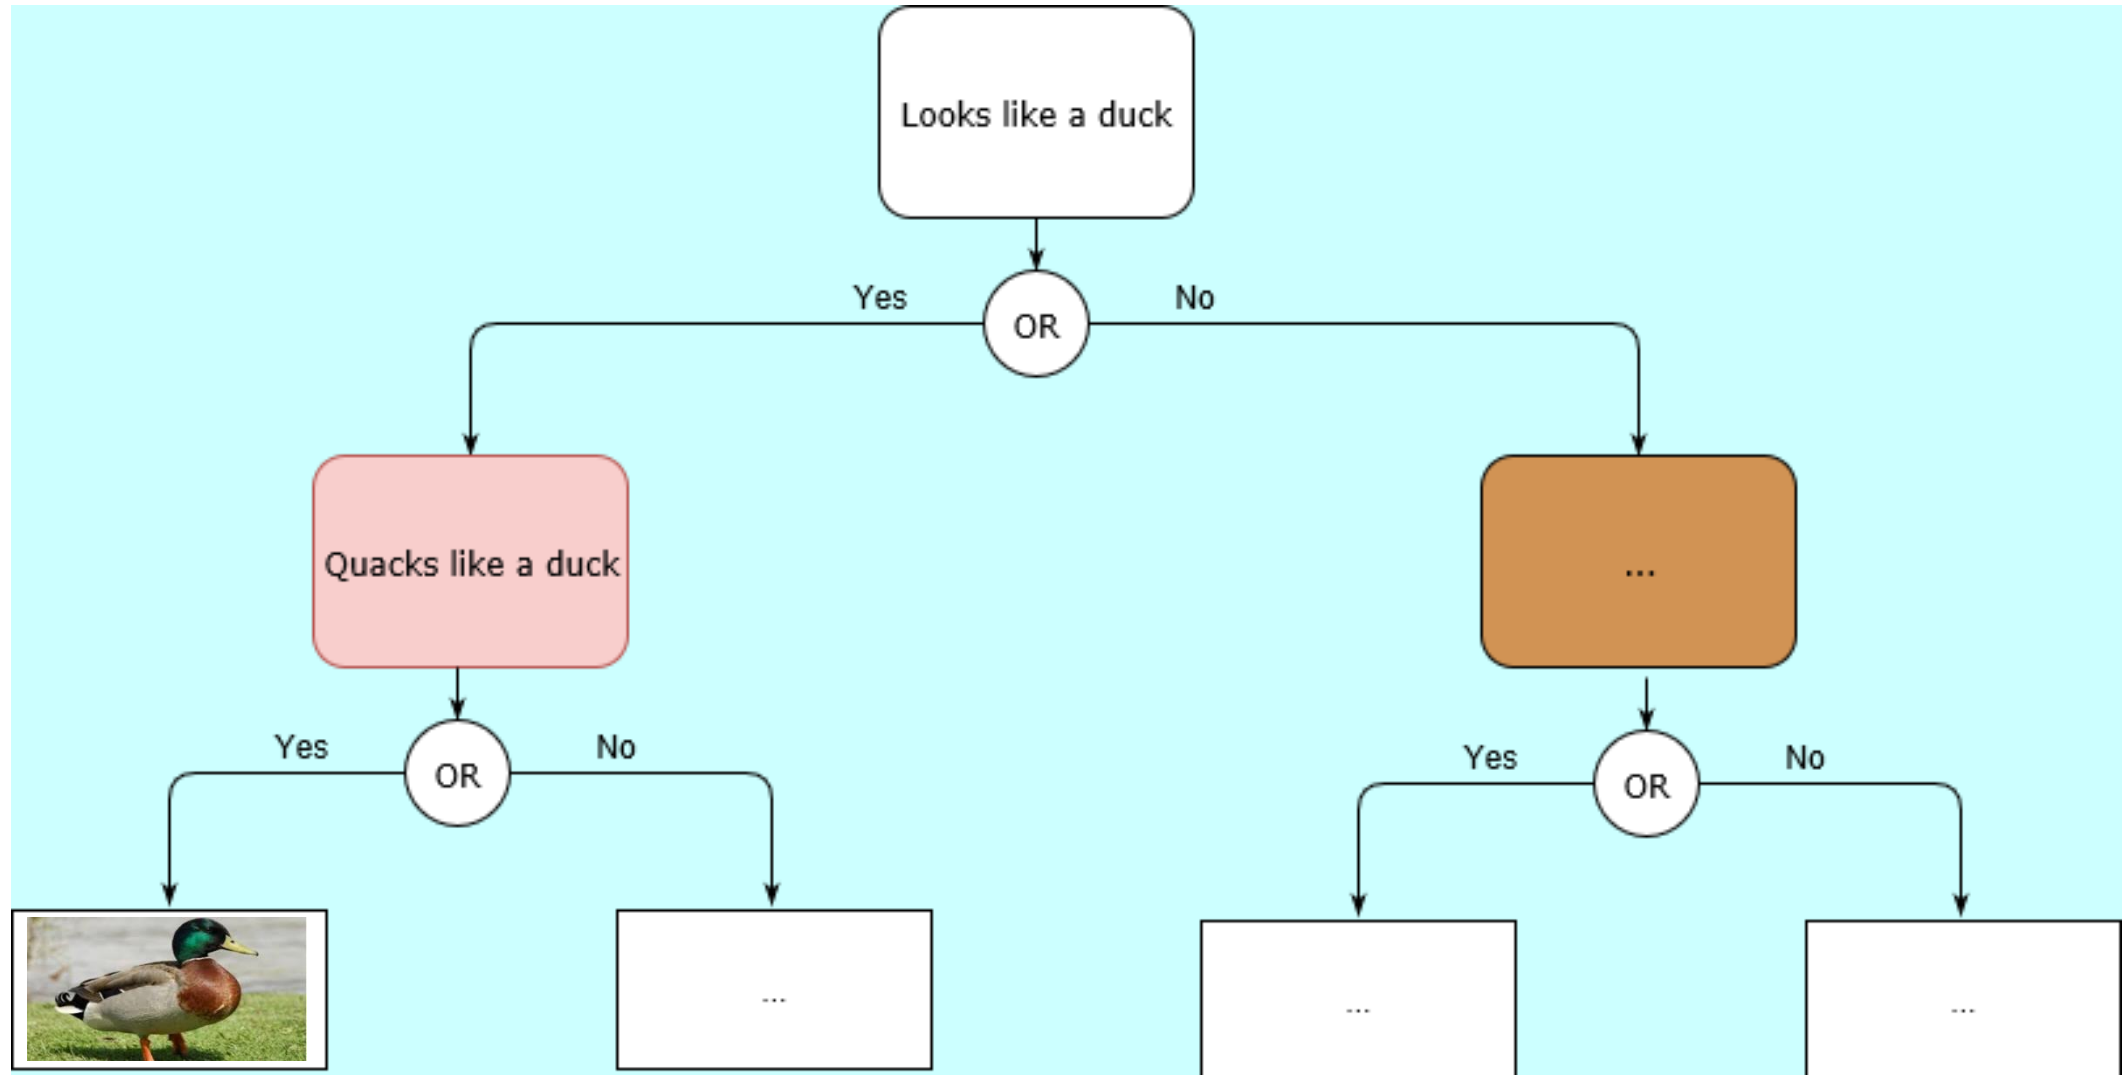 Looks like a duck
Yes
No
OR
Quacks like a duck
...
Yes
No
OR
Yes
No
OR
...
...
...